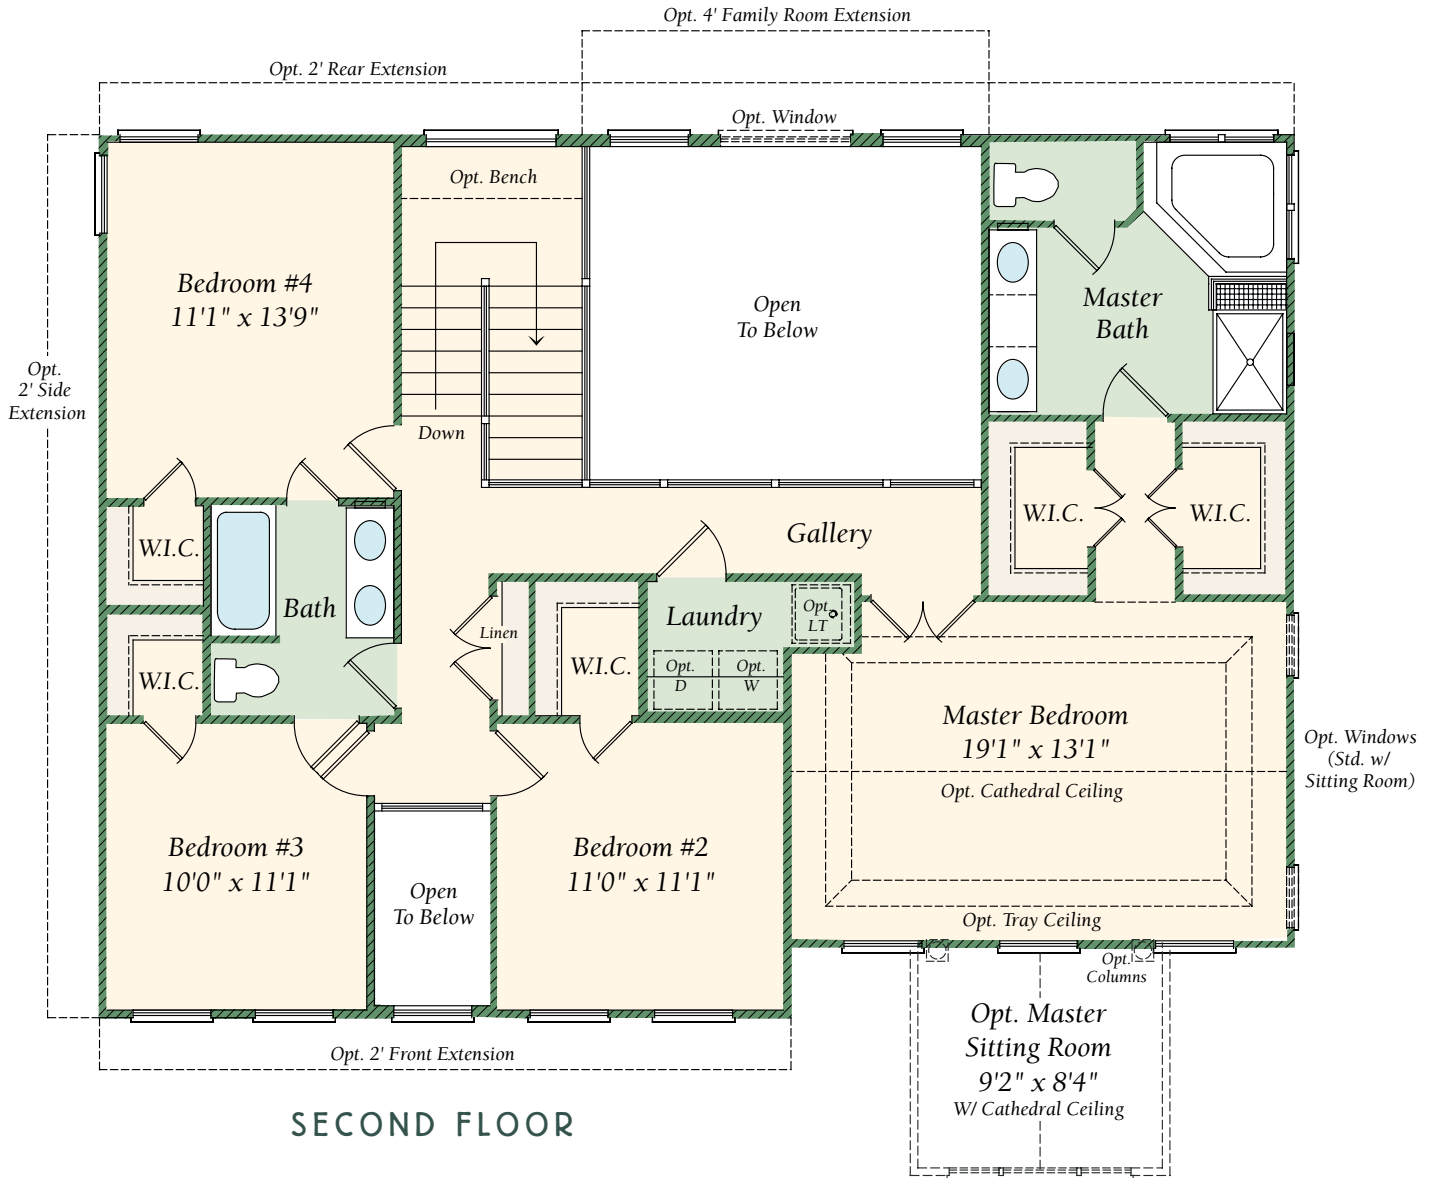 Opt. 4' Family Room Extension
Opt. 2' Rear Extension
Opt. Window
Opt. Bench
Bedroom #4
11'1" x 13'9"
Open
To Below
Master
Bath
Opt.
2' Side
Extension
Down
W.I.C.
W.I.C.
W.I.C.
Gallery
Bath
Linen
Laundry
Opt.
LT
W.I.C.
W.I.C.
Opt.
D
Opt.
W
Master Bedroom
19'1" x 13'1"
Opt. Cathedral Ceiling
Opt. Windows
(Std. w/
Sitting Room)
Bedroom #3
10'0" x 11'1"
Open
To Below
Bedroom #2
11'0" x 11'1"
Opt. Tray Ceiling
Opt.
Columns
Opt. Master
Sitting Room
9'2" x 8'4"
W/ Cathedral Ceiling
Opt. 2' Front Extension
SECOND FLOOR